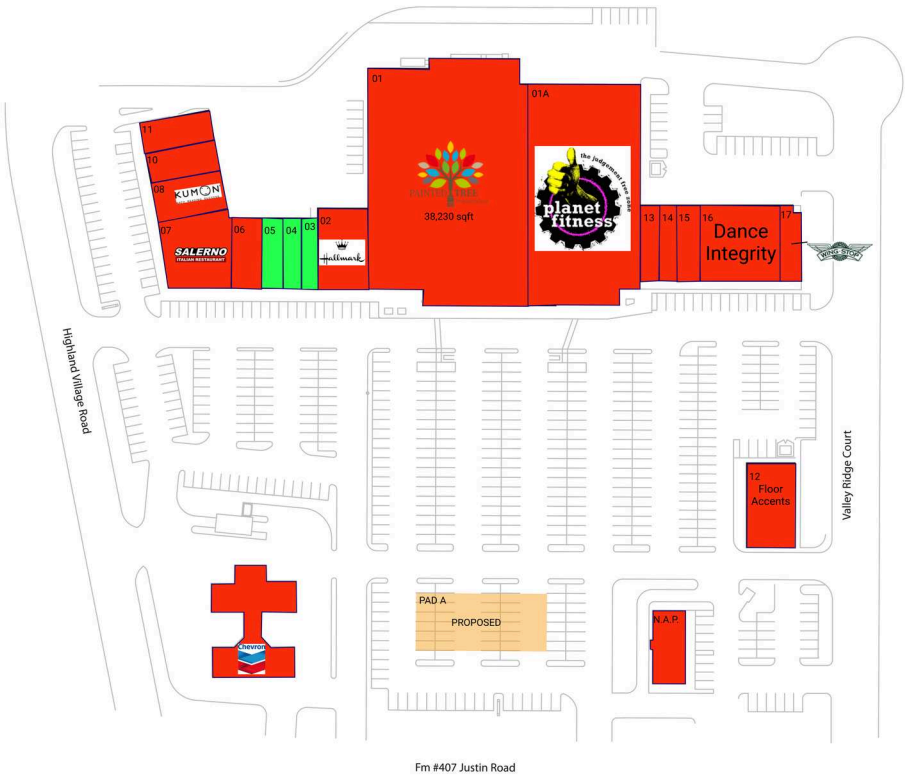 01
01A
the judgement free zone
planet
fitness
11
10
08
KUMON
07
06
05
04
03
02
SALERNO
ITALIAN RESTAURANT
Hallmark
38,230 sqft
13
14
15
16
17
Dance
Integrity
WING STOP
Highland Village Road
Valley Ridge Court
12
Floor
Accents
Chevron
PAD A
PROPOSED
N.A.P.
Fm #407 Justin Road